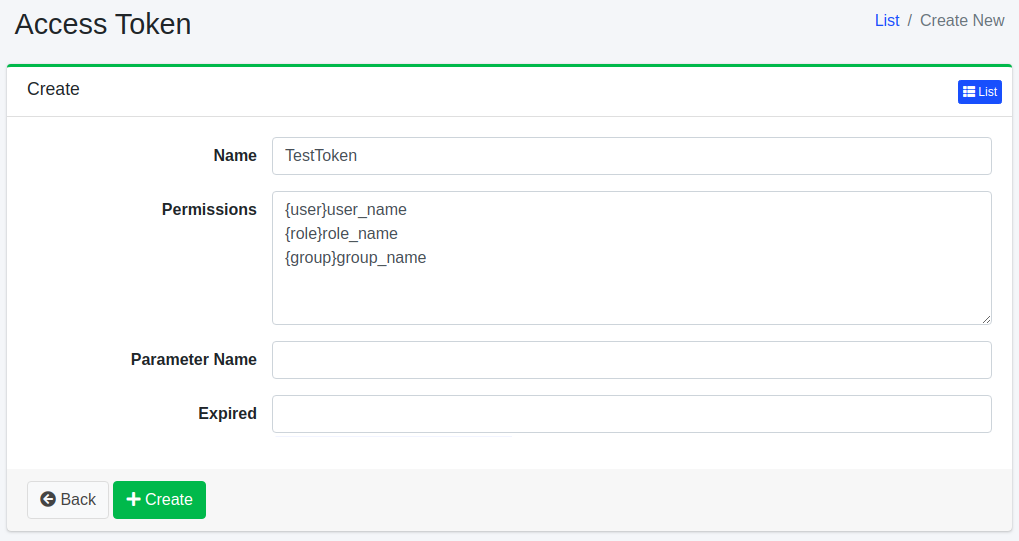 Access Token
List / Create New
Create
List
Name
TestToken
Permissions
{user}user_name
{role}role_name
{group}group_name
Parameter Name
Expired
Back
Create